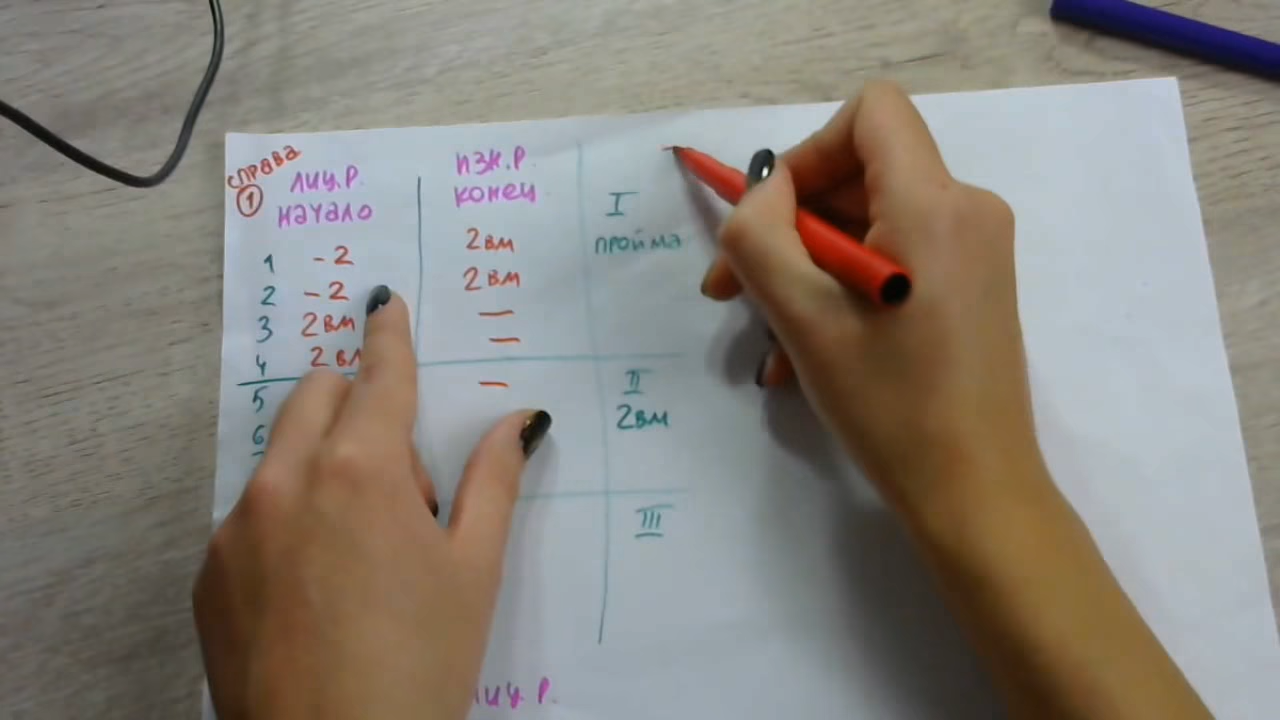 справа
1
лиц.р. начало
изн.р. конец
1 -2 2вм
2 -2 2вм
3 2вм —
4 2вм —
5 —
6
I
пройма
II
2вм
III
лиц.р.